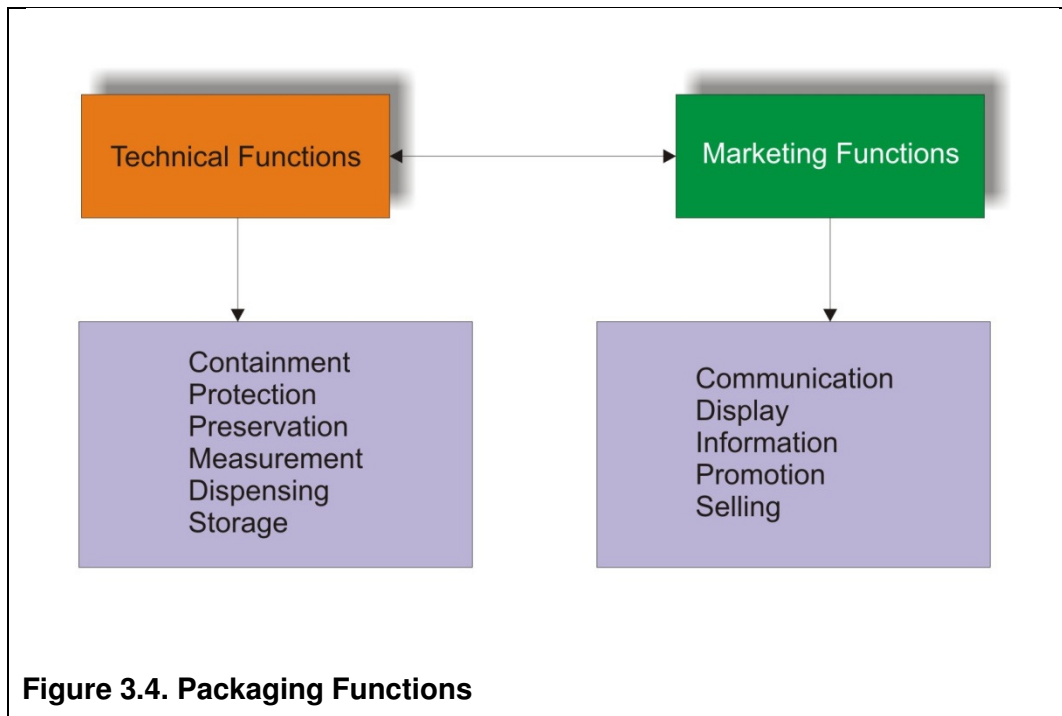 Technical Functions
Marketing Functions
Containment
Protection
Preservation
Measurement
Dispensing
Storage
Communication
Display
Information
Promotion
Selling
Figure 3.4. Packaging Functions